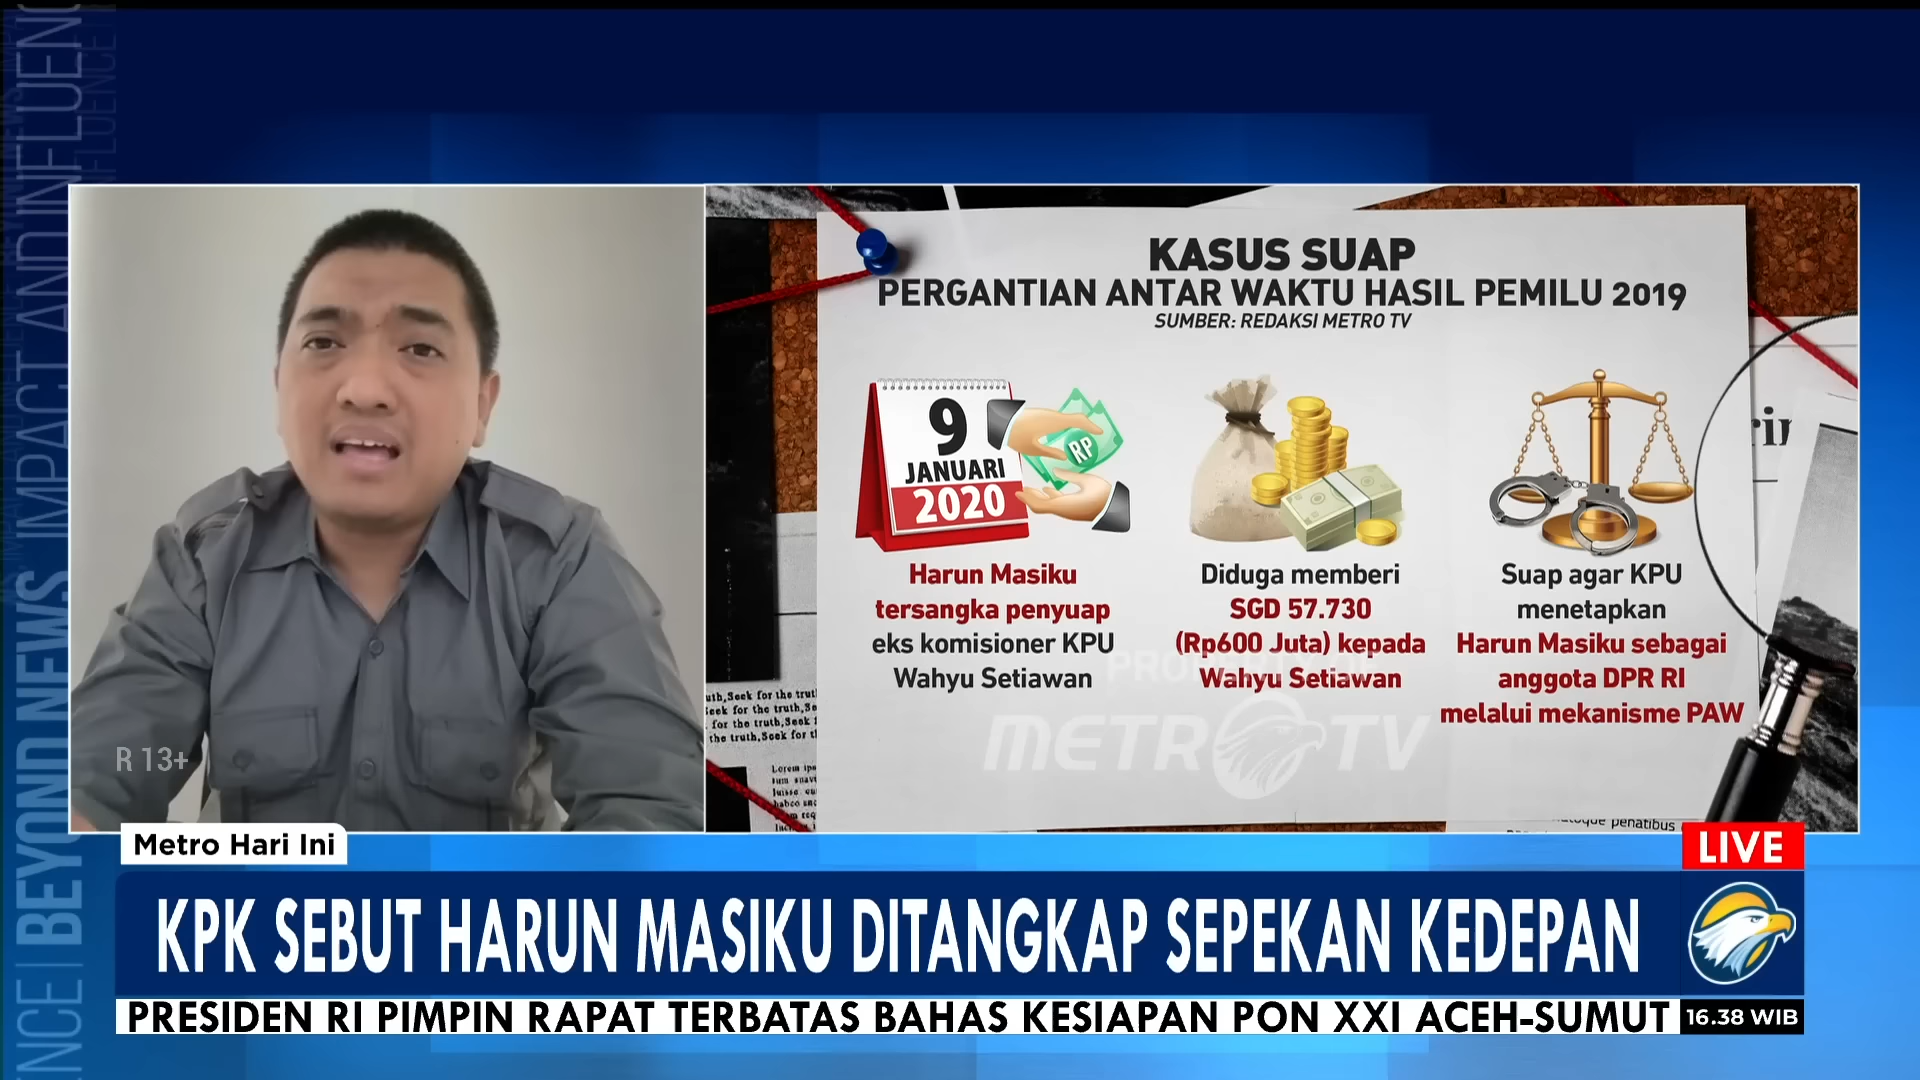 BEYOND NEWS, IMPACT AND INFLUENCE
KASUS SUAP
PERGANTIAN ANTAR WAKTU HASIL PEMILU 2019
SUMBER: REDAKSI METRO TV
9
JANUARI
2020
RP
Harun Masiku
tersangka penyuap
eks komisioner KPU
Wahyu Setiawan
Diduga memberi
SGD 57.730
(Rp600 Juta) kepada
Wahyu Setiawan
Suap agar KPU
menetapkan
Harun Masiku sebagai
anggota DPR RI
melalui mekanisme PAW
PROPERTY OF
METRO TV
R 13+
Metro Hari Ini
LIVE
KPK SEBUT HARUN MASIKU DITANGKAP SEPEKAN KEDEPAN
PRESIDEN RI PIMPIN RAPAT TERBATAS BAHAS KESIAPAN PON XXI ACEH-SUMUT
16.38 WIB